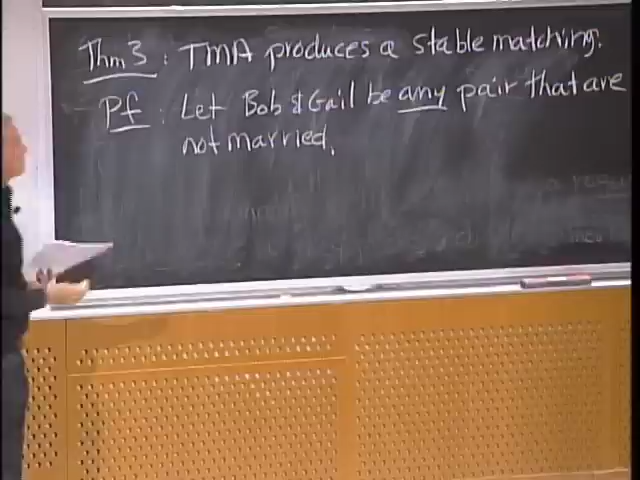 Thm 3 : TMA produces a stable matching.
Pf : Let Bob & Gail be any pair that are
not married.